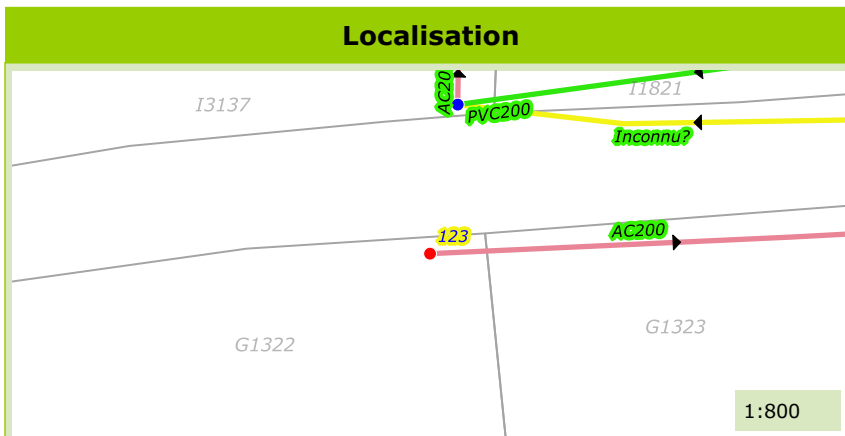 Localisation
AC20
I3137
I1821
PVC200
Inconnu?
123
AC200
G1322
G1323
1:800